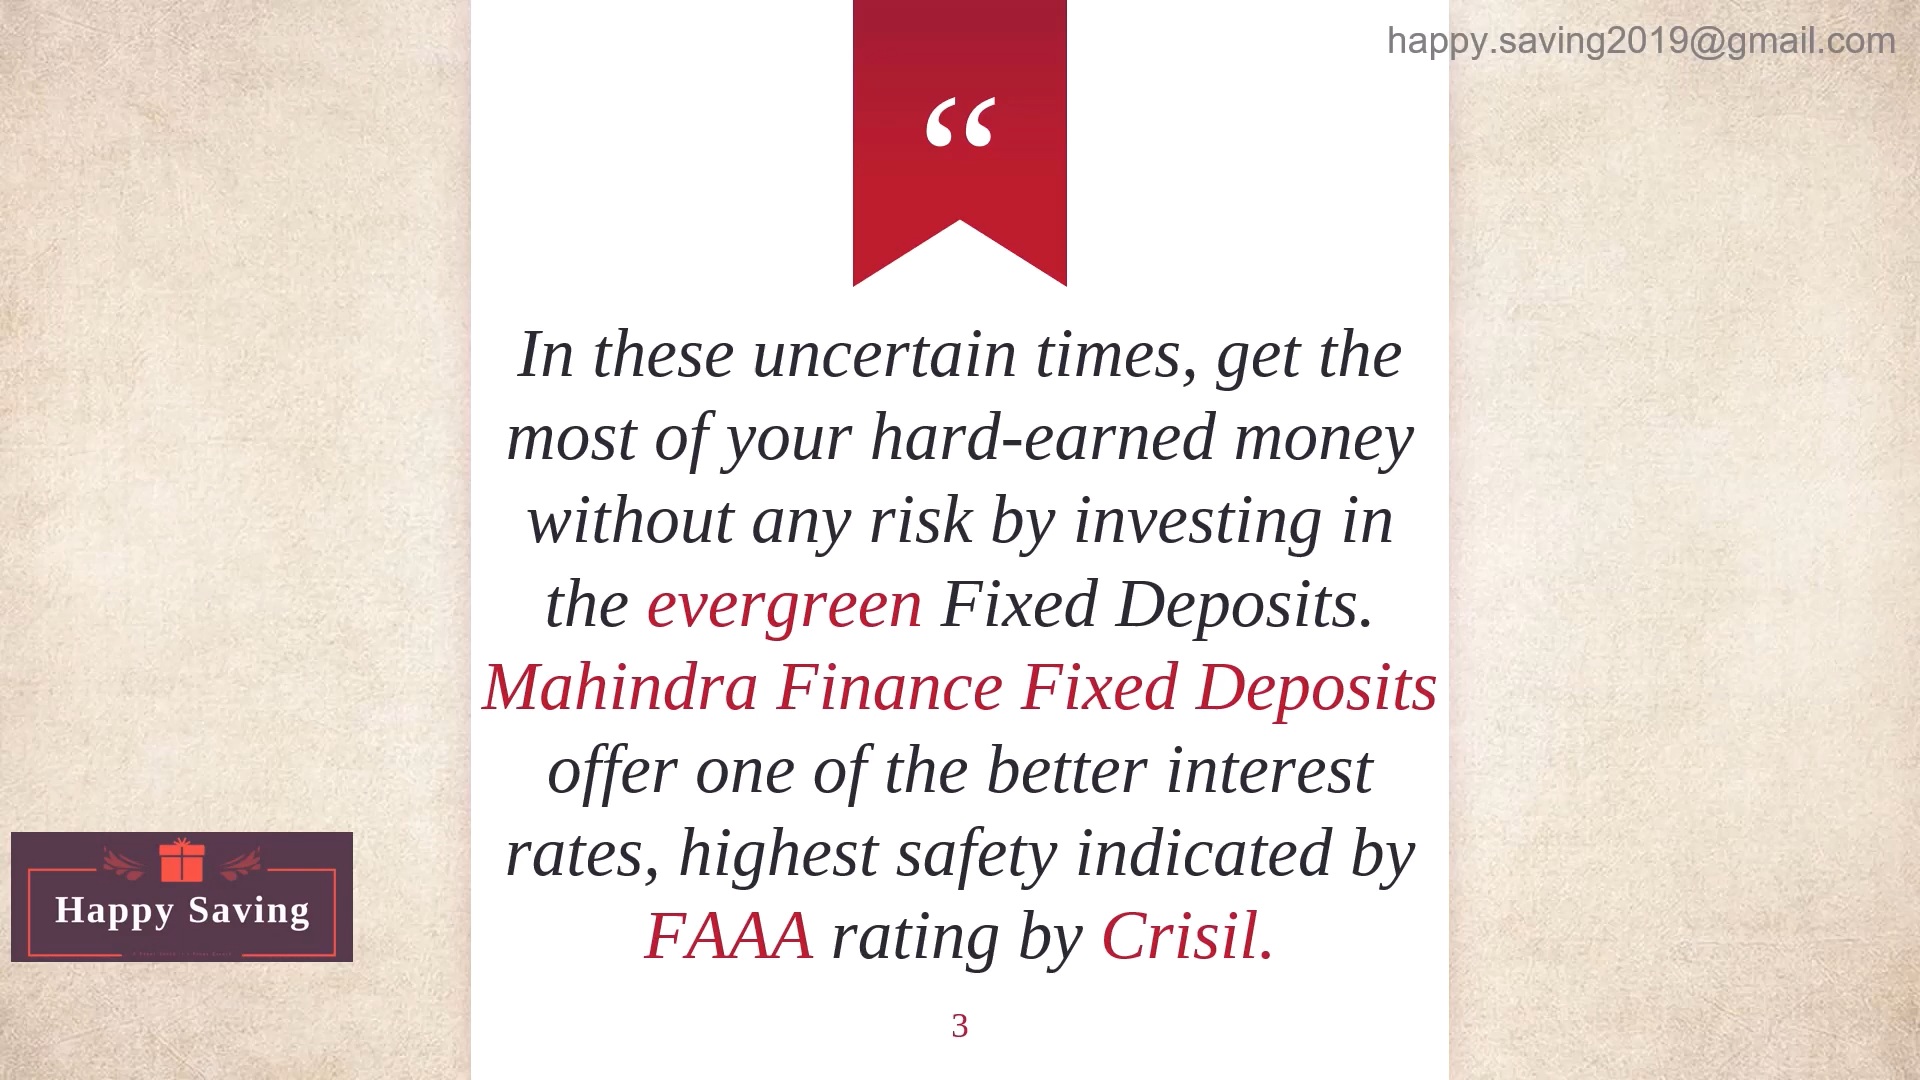 happy.saving2019@gmail.com
“
In these uncertain times, get the
most of your hard-earned money
without any risk by investing in
the evergreen Fixed Deposits.
Mahindra Finance Fixed Deposits
offer one of the better interest
rates, highest safety indicated by
FAAA rating by Crisil.
Happy Saving
3